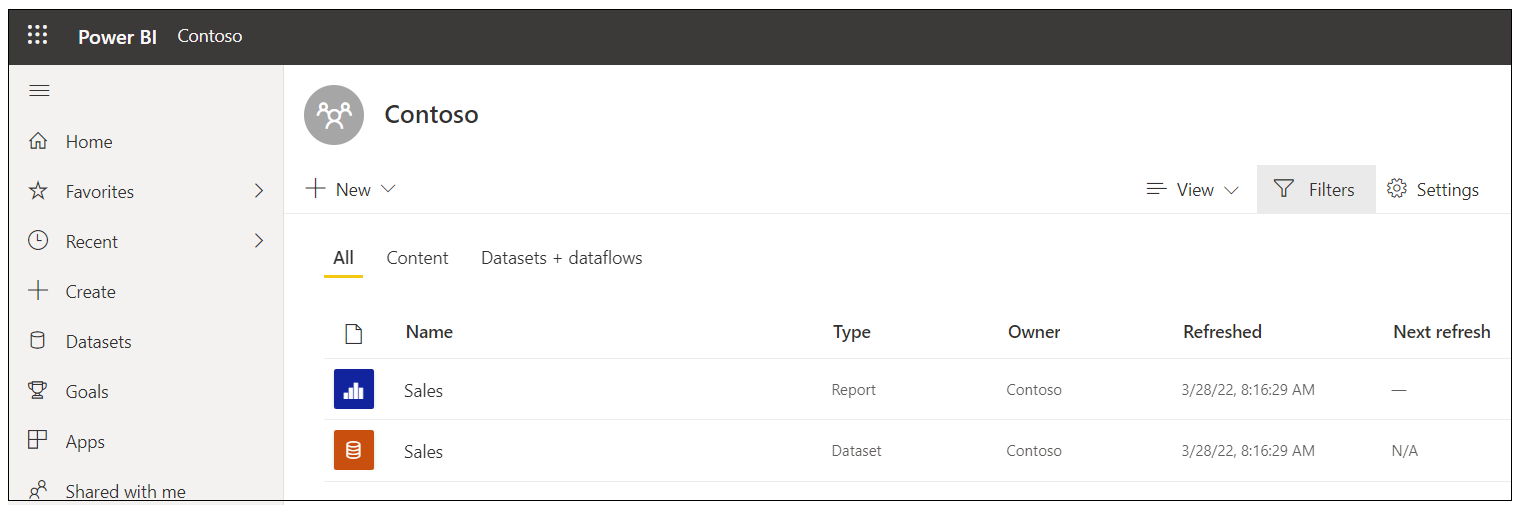 Power BI Contoso
Home
Favorites
Recent
Create
Datasets
Goals
Apps
Shared with me
Contoso
New View Filters Settings
All Content Datasets + dataflows
Name Type Owner Refreshed Next refresh
Sales Report Contoso 3/28/22, 8:16:29 AM —
Sales Dataset Contoso 3/28/22, 8:16:29 AM N/A